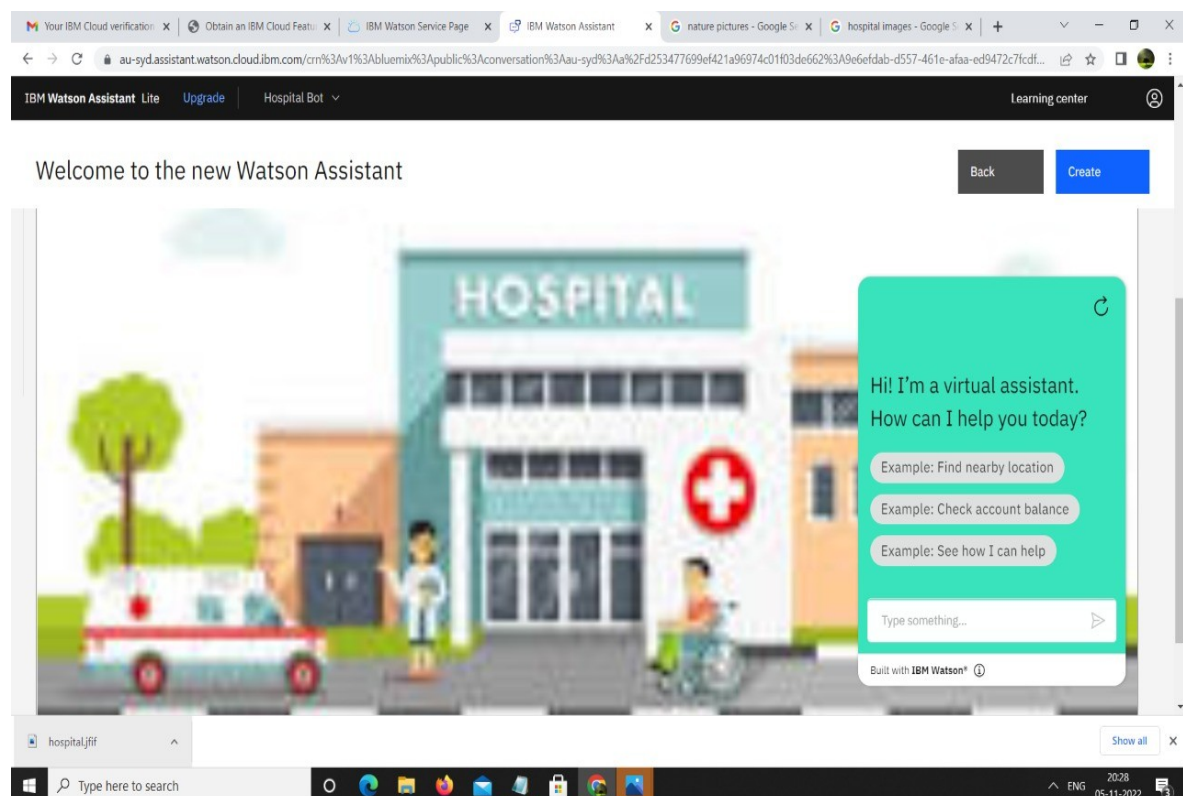 Your IBM Cloud verification
Obtain an IBM Cloud Featu
IBM Watson Service Page
IBM Watson Assistant
nature pictures - Google Se
hospital images - Google S
au-syd.assistant.watson.cloud.ibm.com/crn%3Av1%3Abluemix%3Apublic%3Aconversation%3Aau-syd%3Aa%2Fd253477699ef421a96974c01f03de662%3A9e6efdab-d557-461e-afaa-ed9472c7fcdf...
IBM Watson Assistant Lite Upgrade Hospital Bot
Learning center
Welcome to the new Watson Assistant
Back
Create
HOSPITAL
Hi! I'm a virtual assistant.
How can I help you today?
Example: Find nearby location
Example: Check account balance
Example: See how I can help
Type something...
Built with IBM Watson®
hospital.jfif
Show all
Type here to search
ENG
20:28
05-11-2022
3